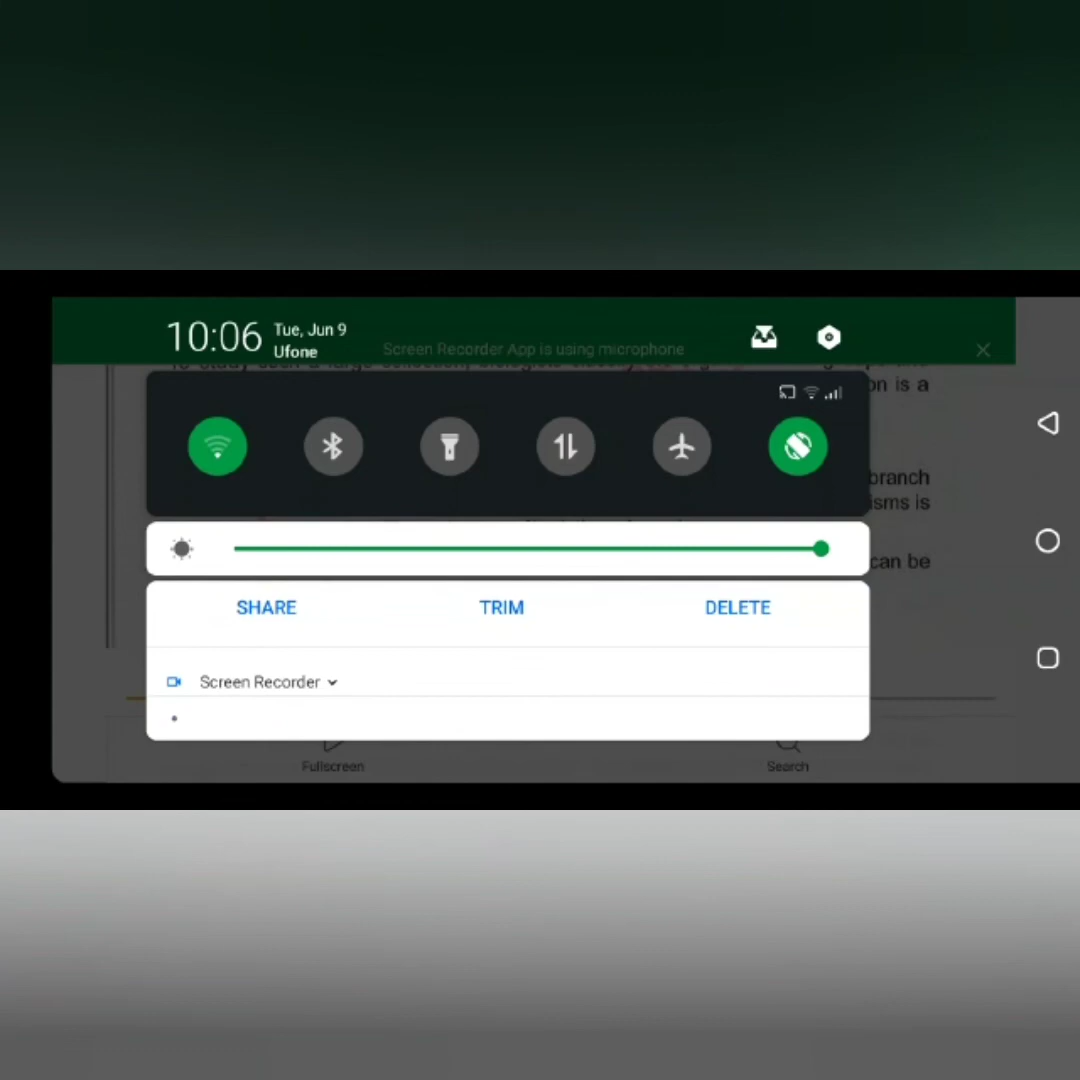 10:06 Tue, Jun 9
Ufone
Screen Recorder App is using microphone
on is a
branch
isms is
can be
SHARE TRIM DELETE
Screen Recorder
Fullscreen Search